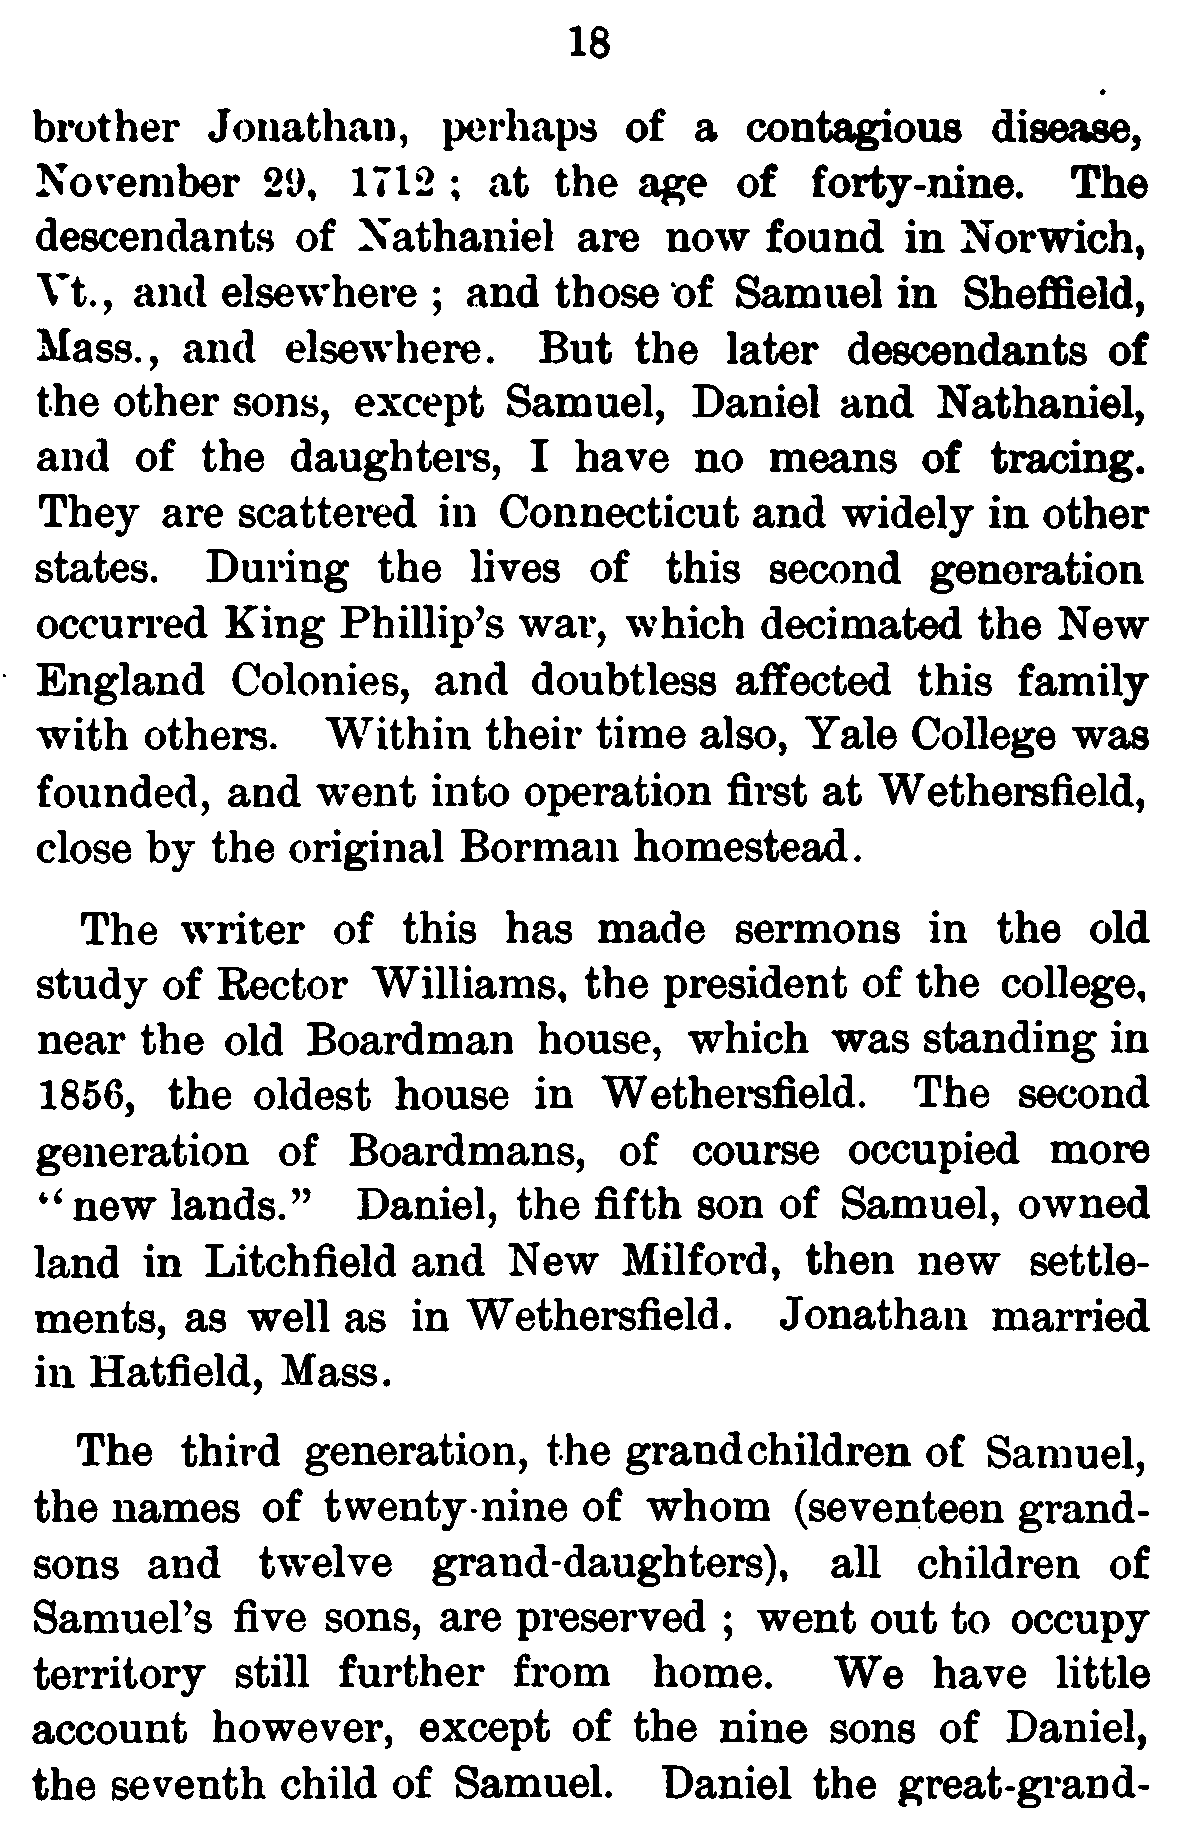 18
brother Jonathan, perhaps of a contagious disease,
November 29, 1712 ; at the age of forty-nine. The
descendants of Nathaniel are now found in Norwich,
Vt., and elsewhere ; and those of Samuel in Sheffield,
Mass., and elsewhere. But the later descendants of
the other sons, except Samuel, Daniel and Nathaniel,
and of the daughters, I have no means of tracing.
They are scattered in Connecticut and widely in other
states. During the lives of this second generation
occurred King Phillip's war, which decimated the New
England Colonies, and doubtless affected this family
with others. Within their time also, Yale College was
founded, and went into operation first at Wethersfield,
close by the original Borman homestead.
The writer of this has made sermons in the old
study of Rector Williams, the president of the college,
near the old Boardman house, which was standing in
1856, the oldest house in Wethersfield. The second
generation of Boardmans, of course occupied more
"new lands." Daniel, the fifth son of Samuel, owned
land in Litchfield and New Milford, then new settle-
ments, as well as in Wethersfield. Jonathan married
in Hatfield, Mass.
The third generation, the grandchildren of Samuel,
the names of twenty-nine of whom (seventeen grand-
sons and twelve grand-daughters), all children of
Samuel's five sons, are preserved ; went out to occupy
territory still further from home. We have little
account however, except of the nine sons of Daniel,
the seventh child of Samuel. Daniel the great-grand-